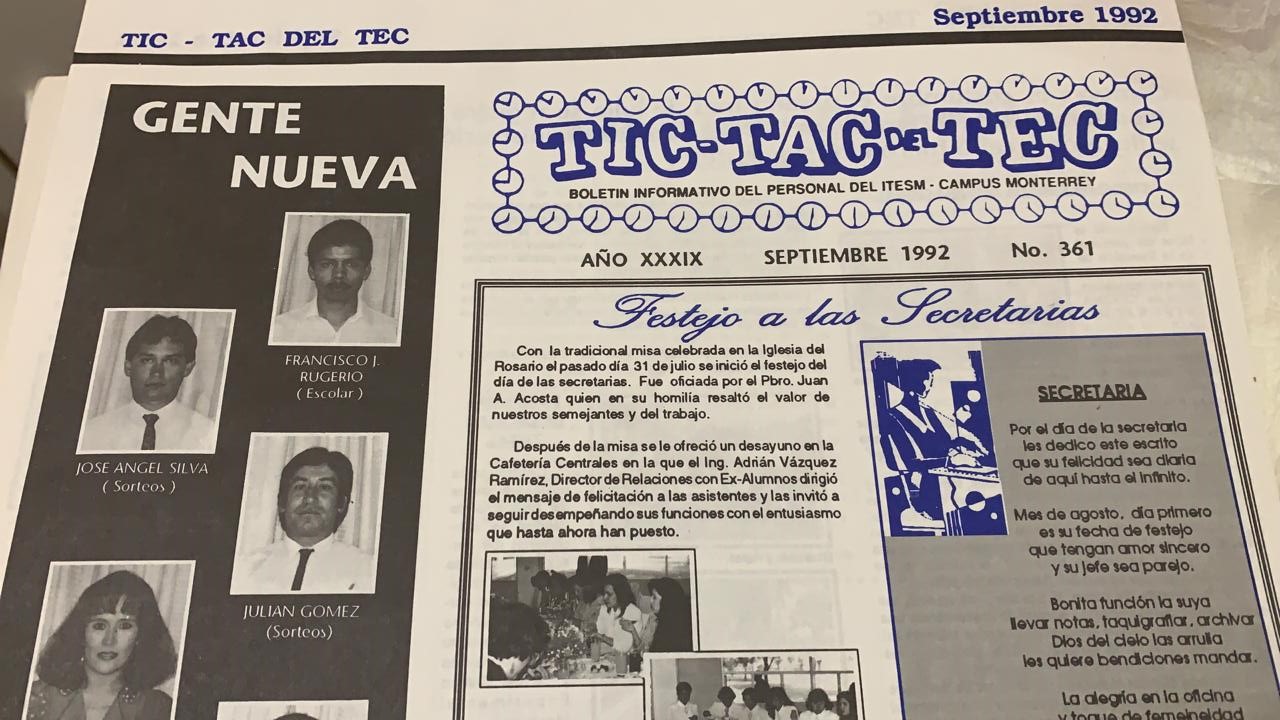 TIC - TAC DEL TEC
Septiembre 1992
GENTE
NUEVA
FRANCISCO J.
RUGERIO
( Escolar )
JOSE ANGEL SILVA
( Sorteos )
JULIAN GOMEZ
(Sorteos)
TIC-TAC DEL TEC
BOLETIN INFORMATIVO DEL PERSONAL DEL ITESM - CAMPUS MONTERREY
AÑO XXXIX SEPTIEMBRE 1992 No. 361
Festejo a las Secretarias
Con la tradicional misa celebrada en la Iglesia del
Rosario el pasado día 31 de julio se inició el festejo del
día de las secretarias. Fue oficiada por el Pbro. Juan
A. Acosta quien en su homilía resaltó el valor de
nuestros semejantes y del trabajo.
Después de la misa se le ofreció un desayuno en la
Cafetería Centrales en la que el Ing. Adrián Vázquez
Ramírez, Director de Relaciones con Ex-Alumnos dirigió
el mensaje de felicitación a las asistentes y las invitó a
seguir desempeñando sus funciones con el entusiasmo
que hasta ahora han puesto.
SECRETARIA
Por el día de la secretaria
les dedico este escrito
que su felicidad sea diaria
de aquí hasta el infinito.
Mes de agosto, día primero
es su fecha de festejo
que tengan amor sincero
y su jefe sea parejo.
Bonita función la suya
llevar notas, taquigrafiar, archivar
Dios del cielo las arrulla
les quiere bendiciones mandar.
La alegría en la oficina
y toque de femineidad